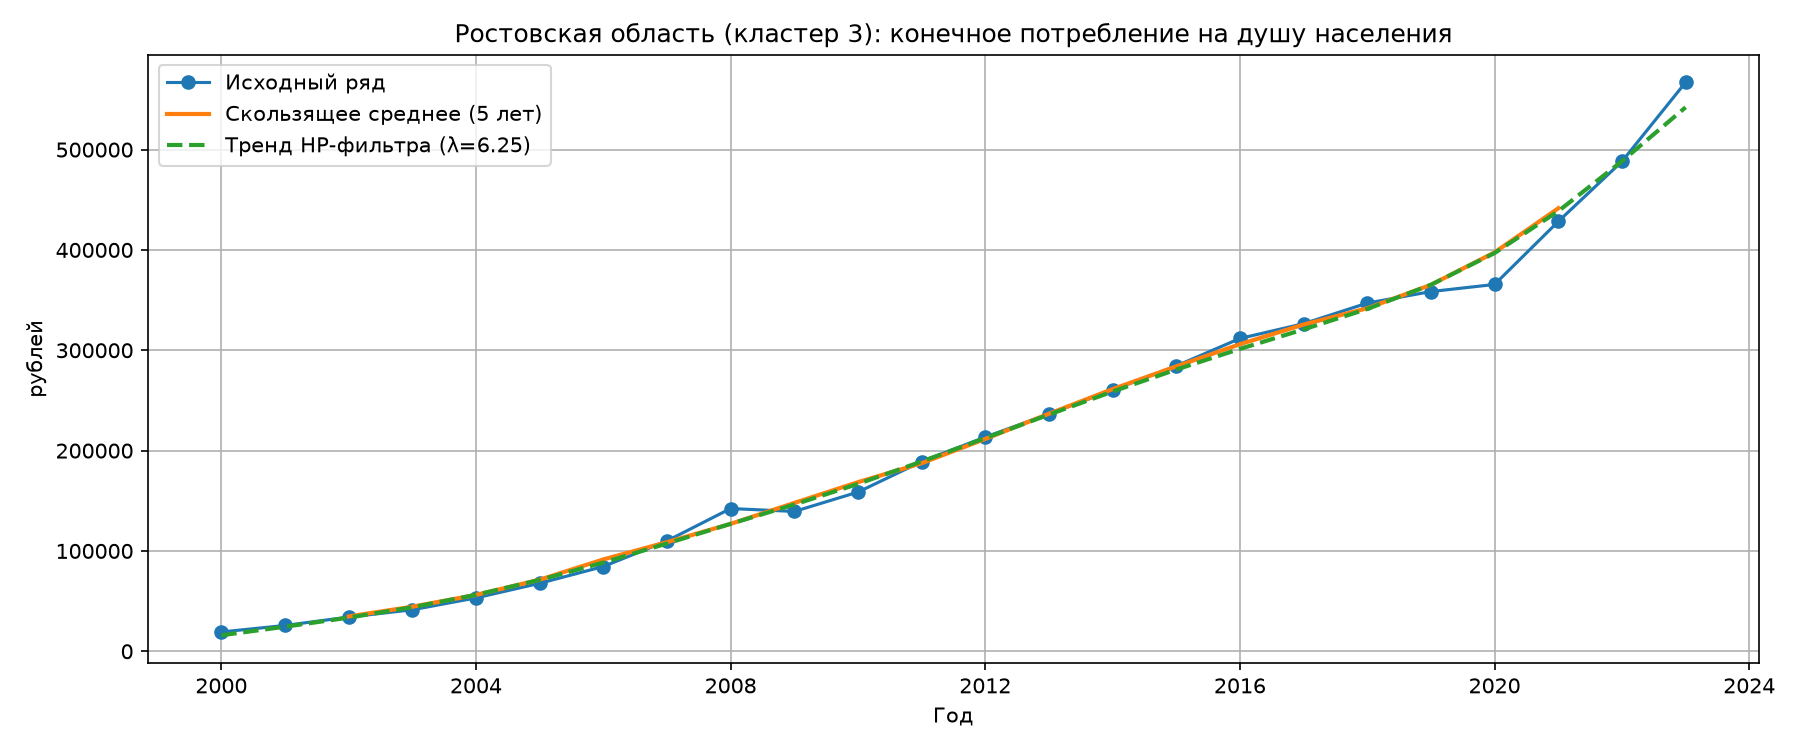 Ростовская область (кластер 3): конечное потребление на душу населения
Исходный ряд
Скользящее среднее (5 лет)
Тренд HP-фильтра (λ=6.25)
500000
400000
300000
200000
100000
0
рублей
2000 2004 2008 2012 2016 2020 2024
Год